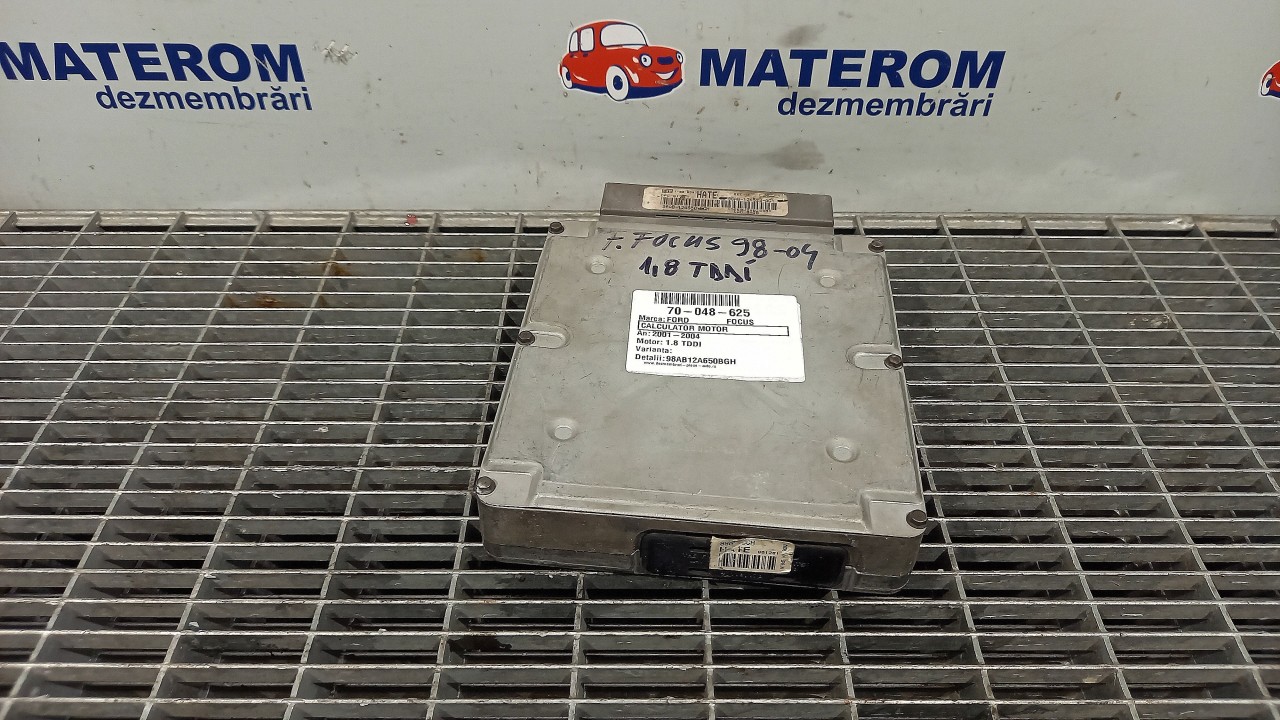 MATEROM
dezmembrări
MATEROM
dezmembrări
HATE
F. FOCUS 98-04
1,8 TDDI
70-048-625
Marca: FORD FOCUS
CALCULATOR MOTOR
An: 2001-2004
Motor: 1.8 TDDI
Varianta:
Detalii: 98AB12A650BGH